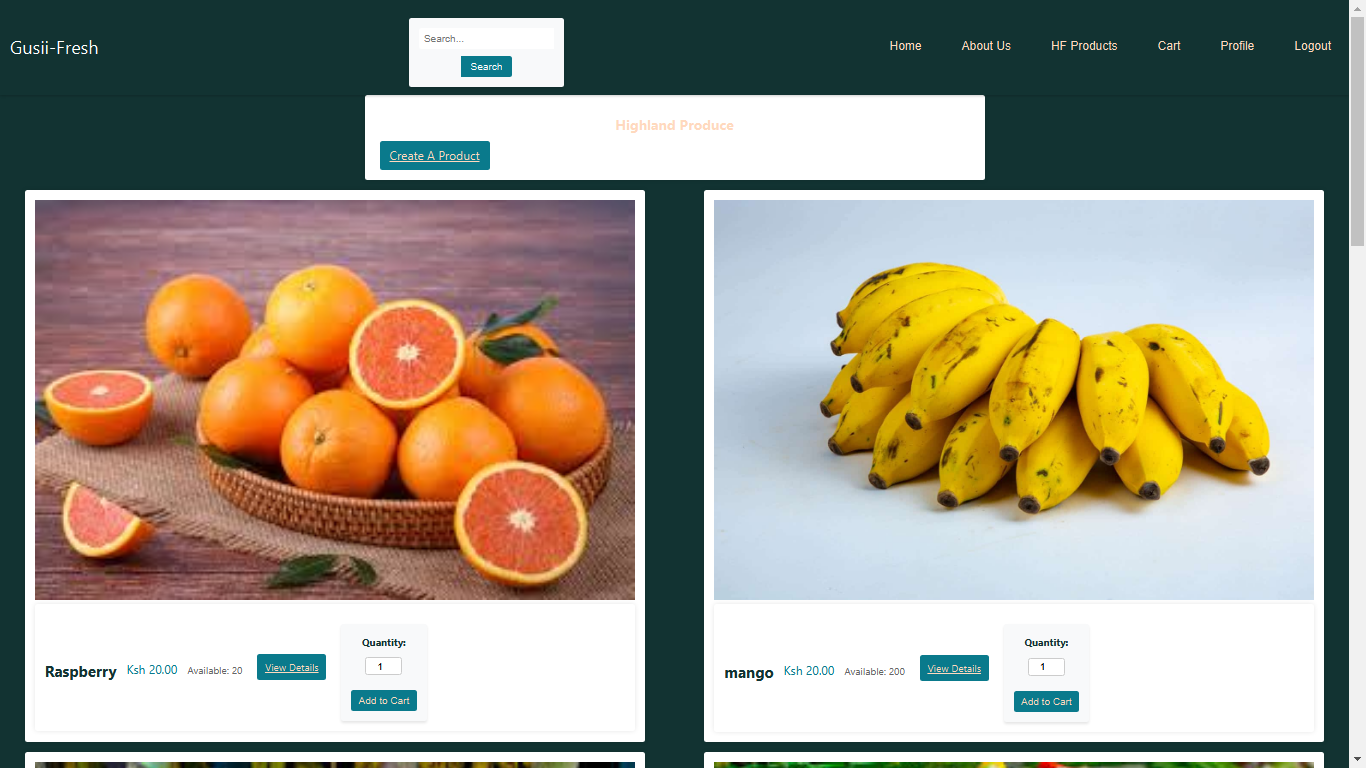 Gusii-Fresh
Search...
Search
Home
About Us
HF Products
Cart
Profile
Logout
Highland Produce
Create A Product
Raspberry
Ksh 20.00
Available: 20
View Details
Quantity:
1
Add to Cart
mango
Ksh 20.00
Available: 200
View Details
Quantity:
1
Add to Cart